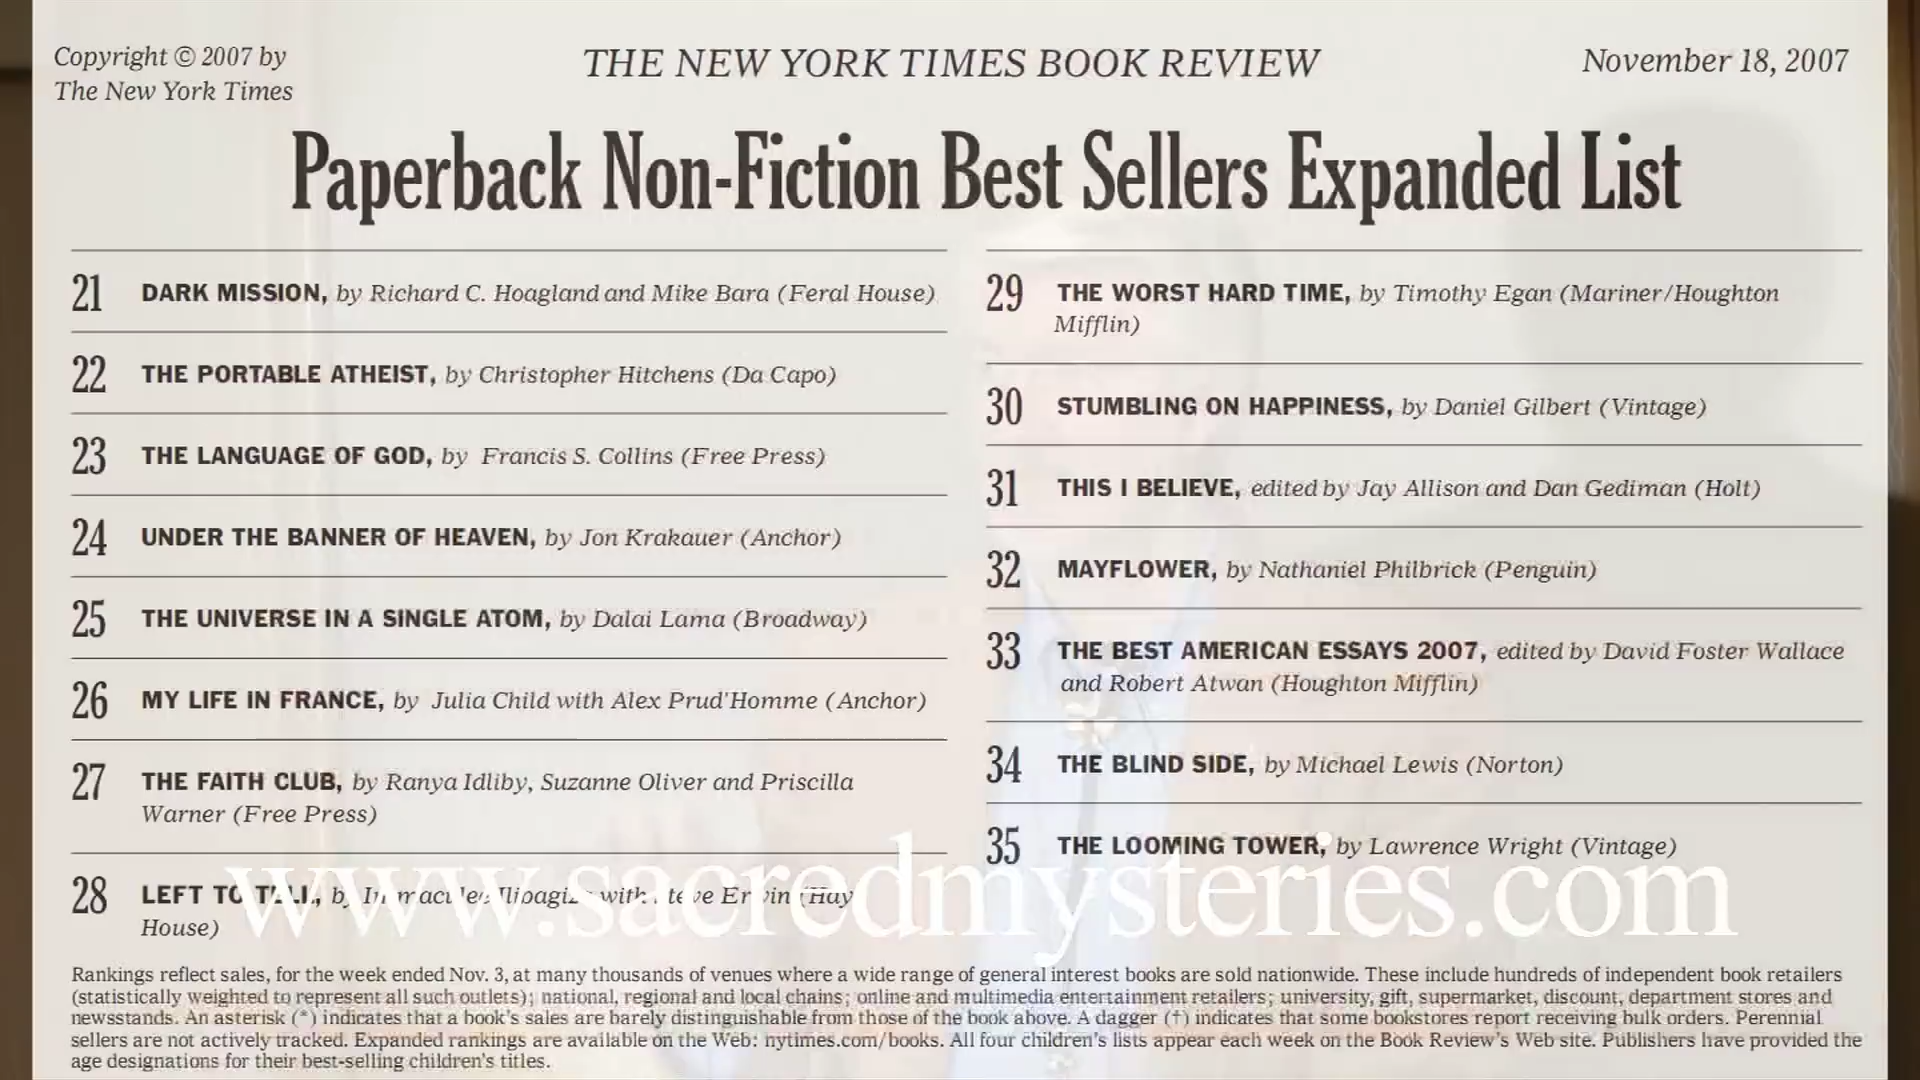 Copyright © 2007 by
The New York Times
THE NEW YORK TIMES BOOK REVIEW
November 18, 2007
Paperback Non-Fiction Best Sellers Expanded List
21 DARK MISSION, by Richard C. Hoagland and Mike Bara (Feral House)
22 THE PORTABLE ATHEIST, by Christopher Hitchens (Da Capo)
23 THE LANGUAGE OF GOD, by Francis S. Collins (Free Press)
24 UNDER THE BANNER OF HEAVEN, by Jon Krakauer (Anchor)
25 THE UNIVERSE IN A SINGLE ATOM, by Dalai Lama (Broadway)
26 MY LIFE IN FRANCE, by Julia Child with Alex Prud'Homme (Anchor)
27 THE FAITH CLUB, by Ranya Idliby, Suzanne Oliver and Priscilla
Warner (Free Press)
28 LEFT TO TELL, by Immaculee Ilibagiza with Steve Erwin (Hay
House)
29 THE WORST HARD TIME, by Timothy Egan (Mariner/Houghton
Mifflin)
30 STUMBLING ON HAPPINESS, by Daniel Gilbert (Vintage)
31 THIS I BELIEVE, edited by Jay Allison and Dan Gediman (Holt)
32 MAYFLOWER, by Nathaniel Philbrick (Penguin)
33 THE BEST AMERICAN ESSAYS 2007, edited by David Foster Wallace
and Robert Atwan (Houghton Mifflin)
34 THE BLIND SIDE, by Michael Lewis (Norton)
35 THE LOOMING TOWER, by Lawrence Wright (Vintage)
www.sacredmysteries.com
Rankings reflect sales, for the week ended Nov. 3, at many thousands of venues where a wide range of general interest books are sold nationwide. These include hundreds of independent book retailers
(statistically weighted to represent all such outlets); national, regional and local chains; online and multimedia entertainment retailers; university, gift, supermarket, discount, department stores and
newsstands. An asterisk (*) indicates that a book's sales are barely distinguishable from those of the book above. A dagger (†) indicates that some bookstores report receiving bulk orders. Perennial
sellers are not actively tracked. Expanded rankings are available on the Web: nytimes.com/books. All four children's lists appear each week on the Book Review's Web site. Publishers have provided the
age designations for their best-selling children's titles.